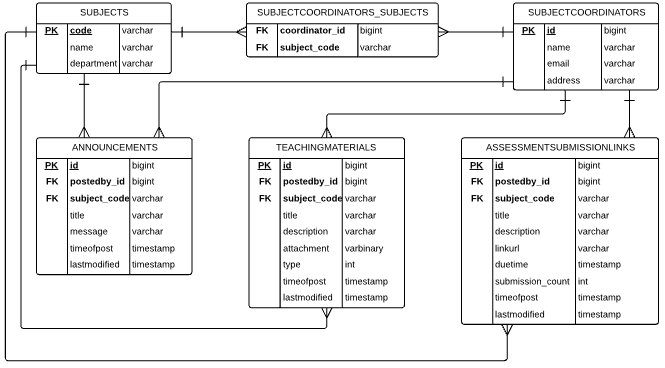 SUBJECTS
PK code varchar
name varchar
department varchar
SUBJECTCOORDINATORS_SUBJECTS
FK coordinator_id bigint
FK subject_code varchar
SUBJECTCOORDINATORS
PK id bigint
name varchar
email varchar
address varchar
ANNOUNCEMENTS
PK id bigint
FK postedby_id bigint
FK subject_code varchar
title varchar
message varchar
timeofpost timestamp
lastmodified timestamp
TEACHINGMATERIALS
PK id bigint
FK postedby_id bigint
FK subject_code varchar
title varchar
description varchar
attachment varbinary
type int
timeofpost timestamp
lastmodified timestamp
ASSESSMENTSUBMISSIONLINKS
PK id bigint
FK postedby_id bigint
FK subject_code varchar
title varchar
description varchar
linkurl varchar
duetime timestamp
submission_count int
timeofpost timestamp
lastmodified timestamp